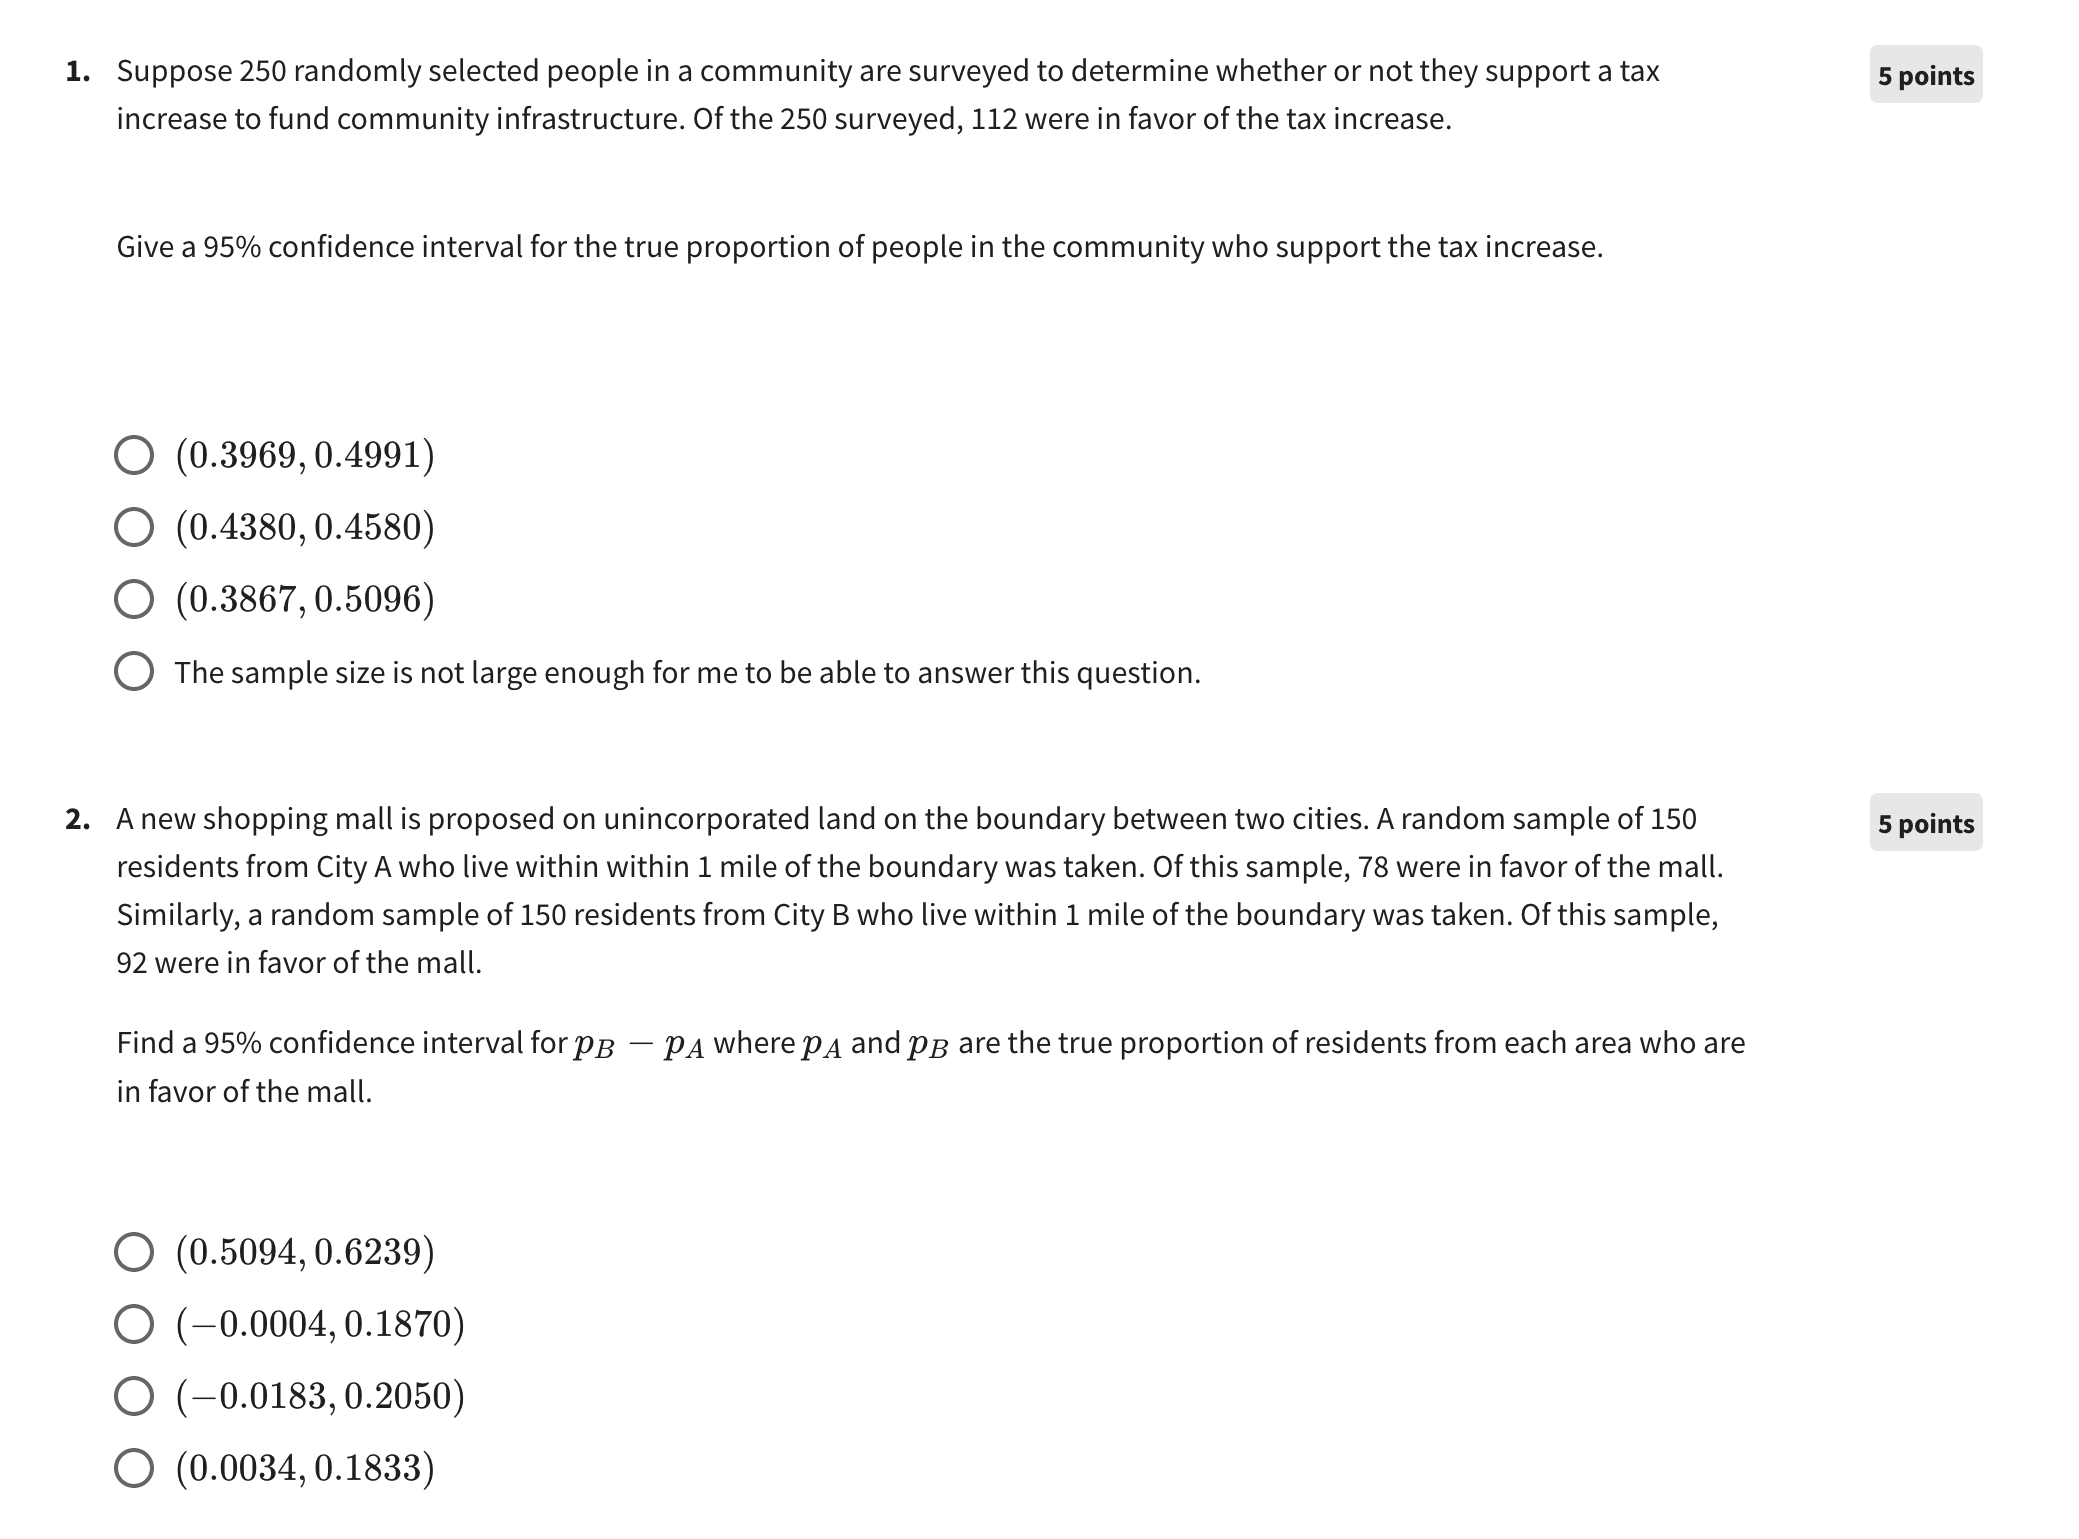 1. Suppose 250 randomly selected people in a community are surveyed to determine whether or not they support a tax
5 points
increase to fund community infrastructure. Of the 250 surveyed, 112 were in favor of the tax increase.
Give a 95% confidence interval for the true proportion of people in the community who support the tax increase.
(0.3969, 0.4991)
(0.4380, 0.4580)
(0.3867, 0.5096)
The sample size is not large enough for me to be able to answer this question.
2. A new shopping mall is proposed on unincorporated land on the boundary between two cities. A random sample of 150
5 points
residents from City A who live within within 1 mile of the boundary was taken. Of this sample, 78 were in favor of the mall.
Similarly, a random sample of 150 residents from City B who live within 1 mile of the boundary was taken. Of this sample,
92 were in favor of the mall.
Find a 95% confidence interval for p_B − p_A where p_A and p_B are the true proportion of residents from each area who are
in favor of the mall.
(0.5094, 0.6239)
(−0.0004, 0.1870)
(−0.0183, 0.2050)
(0.0034, 0.1833)